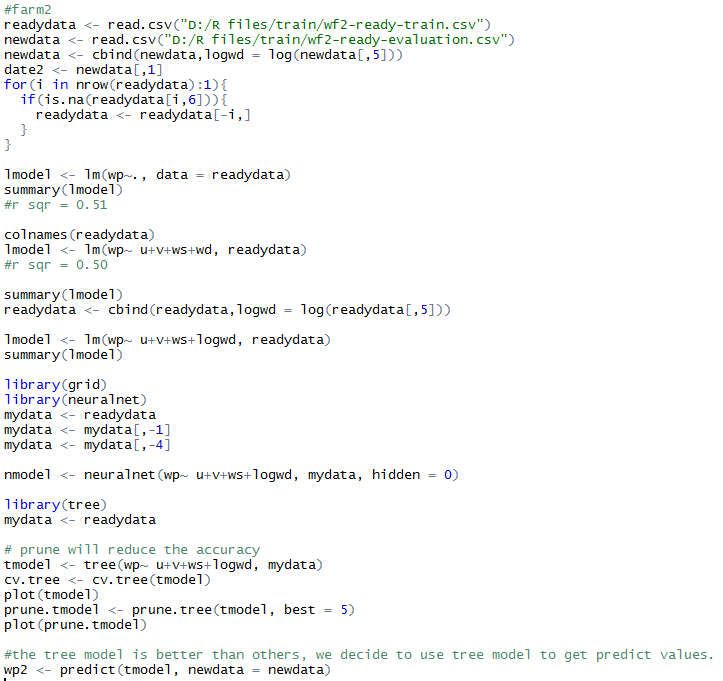 #farm2
readydata <- read.csv("D:/R files/train/wf2-ready-train.csv")
newdata <- read.csv("D:/R files/train/wf2-ready-evaluation.csv")
newdata <- cbind(newdata,logwd = log(newdata[,5]))
date2 <- newdata[,1]
for(i in nrow(readydata):1){
  if(is.na(readydata[i,6])){
    readydata <- readydata[-i,]
  }
}

lmodel <- lm(wp~., data = readydata)
summary(lmodel)
#r sqr = 0.51

colnames(readydata)
lmodel <- lm(wp~ u+v+ws+wd, readydata)
#r sqr = 0.50

summary(lmodel)
readydata <- cbind(readydata,logwd = log(readydata[,5]))

lmodel <- lm(wp~ u+v+ws+logwd, readydata)
summary(lmodel)

library(grid)
library(neuralnet)
mydata <- readydata
mydata <- mydata[,-1]
mydata <- mydata[,-4]

nmodel <- neuralnet(wp~ u+v+ws+logwd, mydata, hidden = 0)

library(tree)
mydata <- readydata

# prune will reduce the accuracy
tmodel <- tree(wp~ u+v+ws+logwd, mydata)
cv.tree <- cv.tree(tmodel)
plot(tmodel)
prune.tmodel <- prune.tree(tmodel, best = 5)
plot(prune.tmodel)

#the tree model is better than others, we decide to use tree model to get predict values.
wp2 <- predict(tmodel, newdata = newdata)